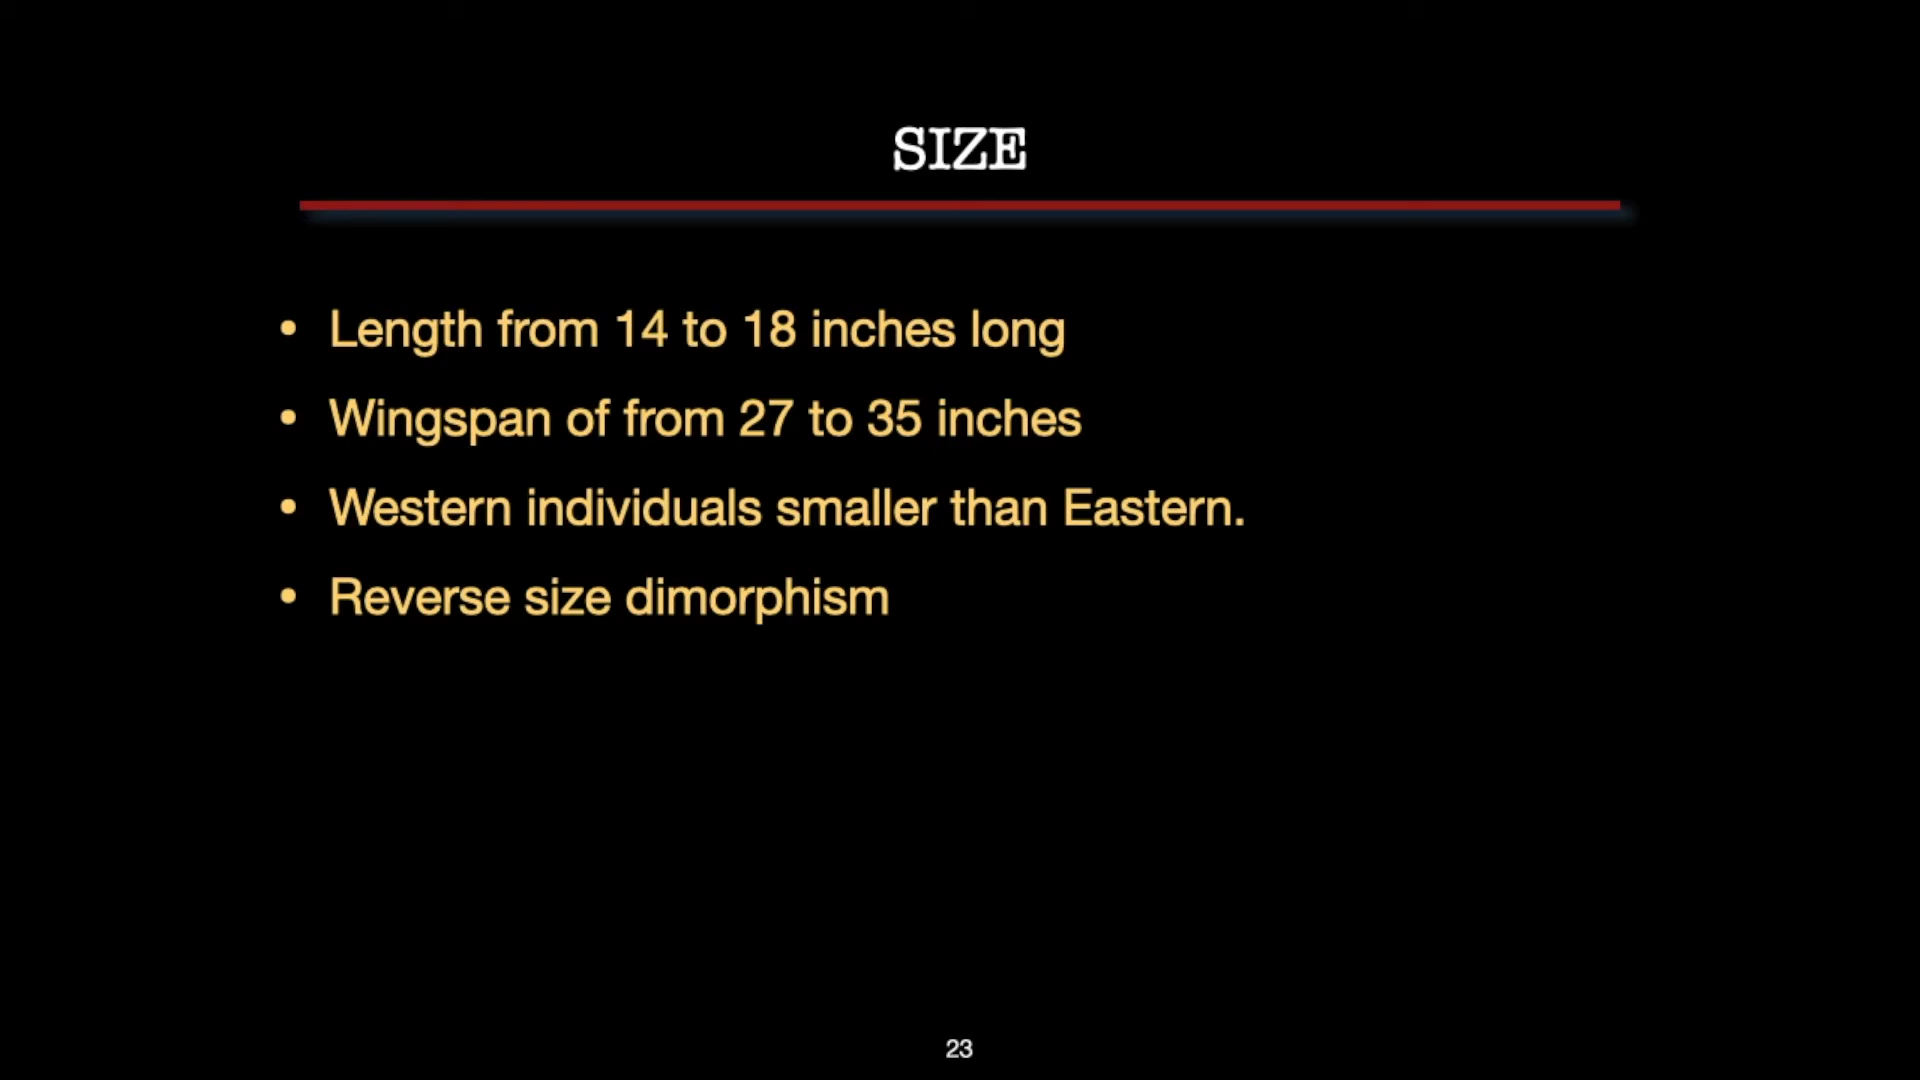 SIZE
• Length from 14 to 18 inches long
• Wingspan of from 27 to 35 inches
• Western individuals smaller than Eastern.
• Reverse size dimorphism
23